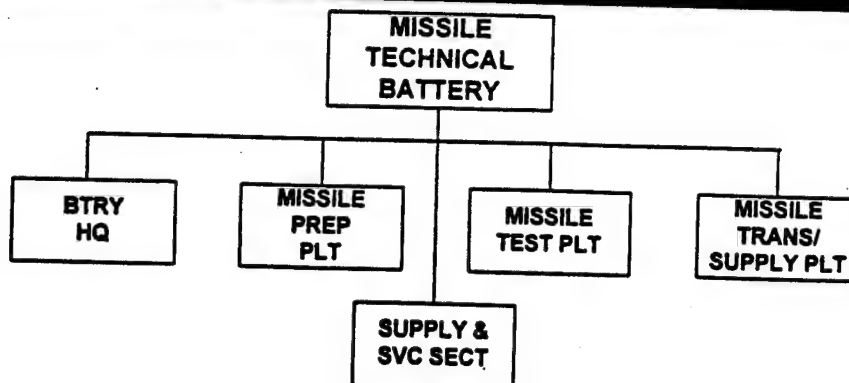 MISSILE
TECHNICAL
BATTERY
BTRY
HQ
MISSILE
PREP
PLT
MISSILE
TEST PLT
MISSILE
TRANS/
SUPPLY PLT
SUPPLY &
SVC SECT